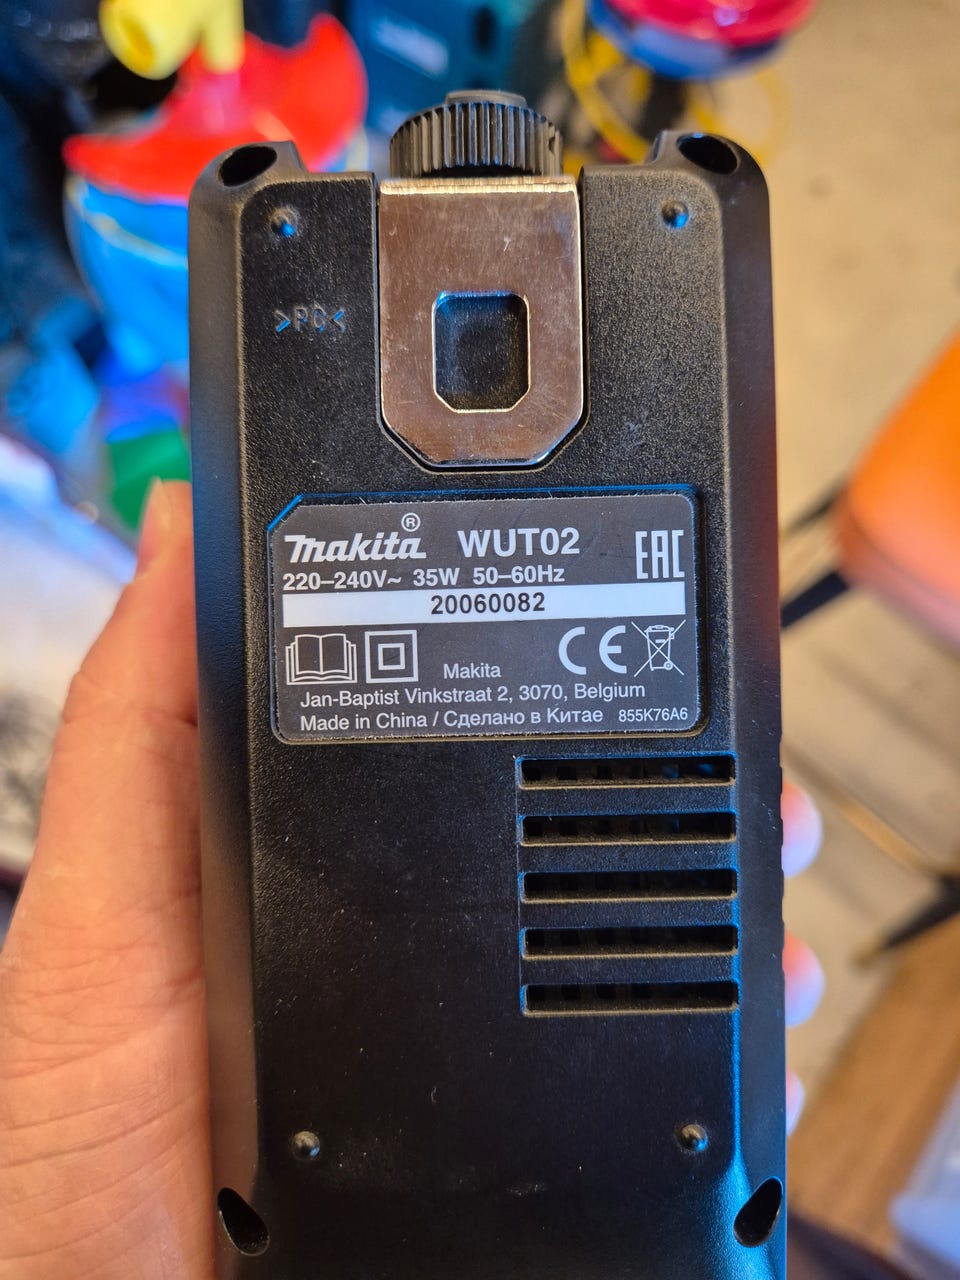 >PC<
makita® WUT02 EAC
220–240V~ 35W 50–60Hz
20060082
CE
Makita
Jan-Baptist Vinkstraat 2, 3070, Belgium
Made in China / Сделано в Китае 855K76A6